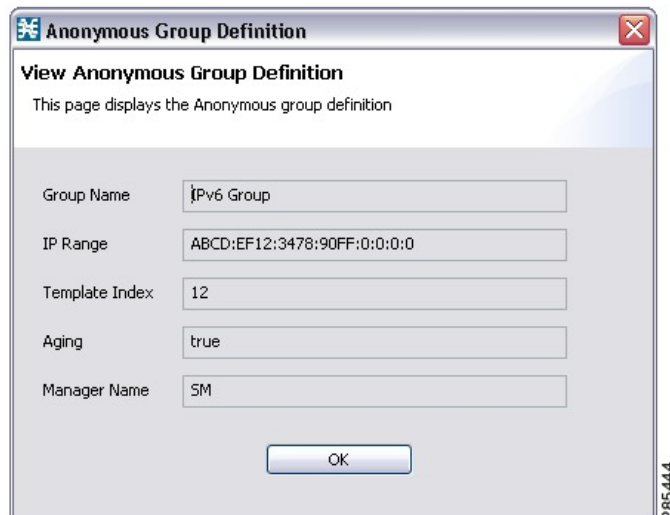 Anonymous Group Definition
View Anonymous Group Definition
This page displays the Anonymous group definition
Group Name IPv6 Group
IP Range ABCD:EF12:3478:90FF:0:0:0:0
Template Index 12
Aging true
Manager Name SM
OK
285444